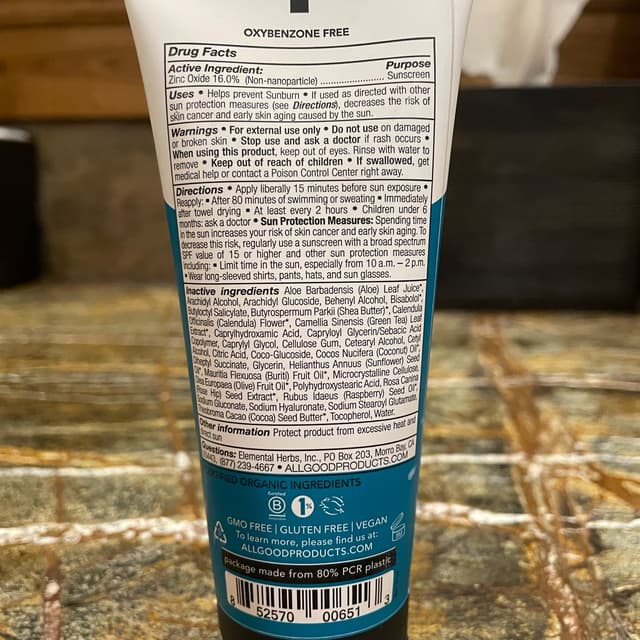 OXYBENZONE FREE
Drug Facts
Active Ingredient: Purpose
Zinc Oxide 16.0% (Non-nanoparticle) ........................ Sunscreen
Uses • Helps prevent Sunburn • If used as directed with other
sun protection measures (see Directions), decreases the risk of
skin cancer and early skin aging caused by the sun.
Warnings • For external use only • Do not use on damaged
or broken skin • Stop use and ask a doctor if rash occurs •
When using this product, keep out of eyes. Rinse with water to
remove • Keep out of reach of children • If swallowed, get
medical help or contact a Poison Control Center right away.
Directions • Apply liberally 15 minutes before sun exposure •
Reapply: • After 80 minutes of swimming or sweating • Immediately
after towel drying • At least every 2 hours • Children under 6
months: ask a doctor • Sun Protection Measures: Spending time
in the sun increases your risk of skin cancer and early skin aging. To
decrease this risk, regularly use a sunscreen with a broad spectrum
SPF value of 15 or higher and other sun protection measures
including: • Limit time in the sun, especially from 10 a.m. – 2 p.m.
• Wear long-sleeved shirts, pants, hats, and sun glasses.
Inactive ingredients Aloe Barbadensis (Aloe) Leaf Juice*,
Arachidyl Alcohol, Arachidyl Glucoside, Behenyl Alcohol, Bisabolol*,
Butyloctyl Salicylate, Butyrospermum Parkii (Shea Butter)*, Calendula
Officinalis (Calendula) Flower*, Camellia Sinensis (Green Tea) Leaf
Extract*, Caprylhydroxamic Acid, Capryloyl Glycerin/Sebacic Acid
Copolymer, Caprylyl Glycol, Cellulose Gum, Cetearyl Alcohol, Cetyl
Alcohol, Citric Acid, Coco-Glucoside, Cocos Nucifera (Coconut) Oil*,
Diheptyl Succinate, Glycerin, Helianthus Annuus (Sunflower) Seed
Oil*, Mauritia Flexuosa (Buriti) Fruit Oil*, Microcrystalline Cellulose,
Olea Europaea (Olive) Fruit Oil*, Polyhydroxystearic Acid, Rosa Canina
(Rose Hip) Seed Extract*, Rubus Idaeus (Raspberry) Seed Oil*,
Sodium Gluconate, Sodium Hyaluronate, Sodium Stearoyl Glutamate,
Theobroma Cacao (Cocoa) Seed Butter*, Tocopherol, Water.
Other information Protect product from excessive heat and
direct sun
Questions: Elemental Herbs, Inc., PO Box 203, Morro Bay, CA
93443, (877) 239-4667 • ALLGOODPRODUCTS.COM
CERTIFIED ORGANIC INGREDIENTS
Certified
B
1%
GMO FREE | GLUTEN FREE | VEGAN
To learn more, please find us at:
ALLGOODPRODUCTS.COM
package made from 80% PCR plastic
8 52570 00651 3